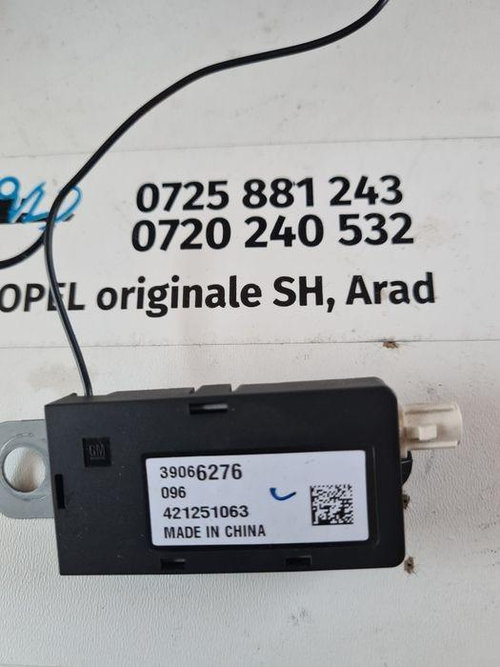 0725 881 243
0720 240 532
OPEL originale SH, Arad
GM
39066276
096
421251063
MADE IN CHINA